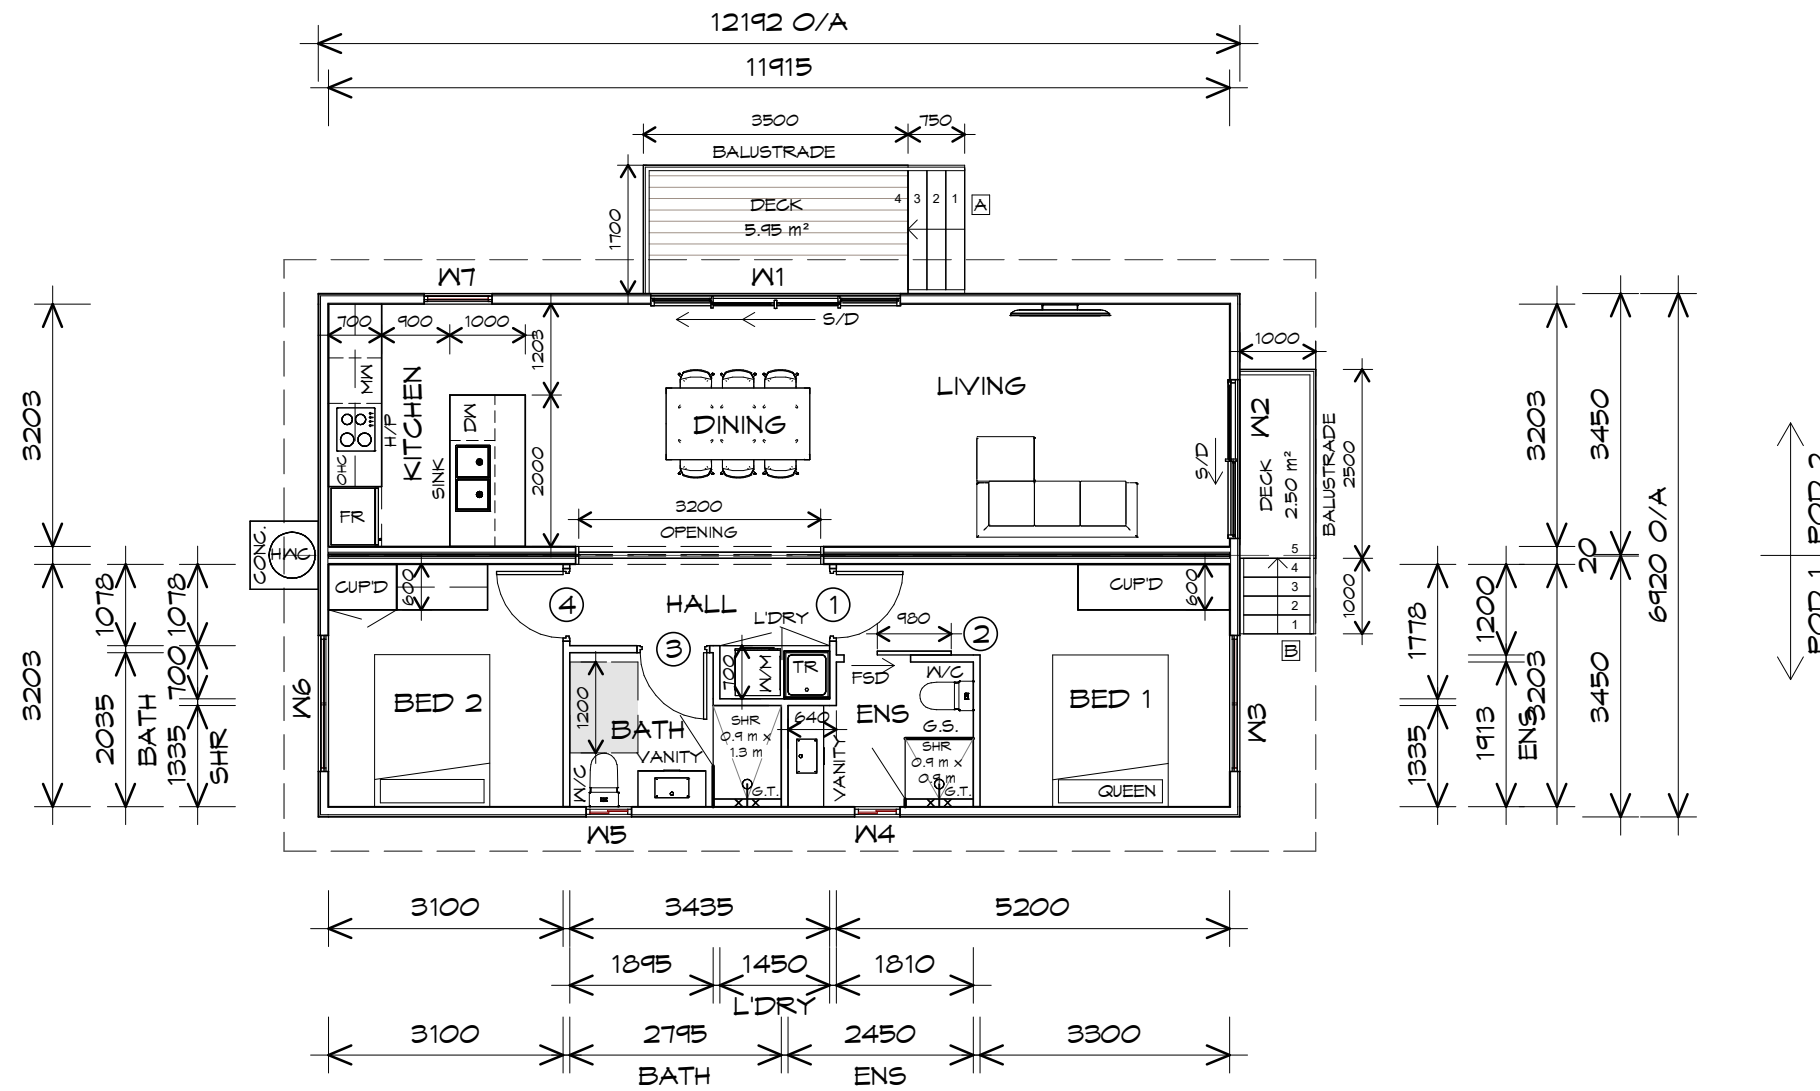 12192 O/A
11915
3500
750
BALUSTRADE
DECK
5.95 m²
4 3 2 1
A
1700
W7
W1
S/D
700
900
1000
1203
1000
MW
KITCHEN
H/P
OHC
DW
SINK
2000
FR
DINING
LIVING
3200
OPENING
S/D
W2
DECK
2.50 m²
BALUSTRADE
2500
1000
5
4
3
2
1
B
CONC.
HWC
3203
3203
1078
2035
BATH
1078
700
1335
SHR
CUP'D
600
4
HALL
L'DRY
1
980
2
CUP'D
600
3
700
W/M
TR
FSD
W/C
W6
BED 2
1200
BATH
VANITY
W/C
SHR
0.9 m x
1.3 m
G.T.
640
VANITY
ENS
G.S.
SHR
0.9 m x
0.9 m
G.T.
BED 1
QUEEN
W3
W5
W4
3203
3450
20
6920 O/A
1778
1335
1200
1913
ENS
3203
3450
POD 2
POD 1
3100
3435
5200
1895
1450
1810
L'DRY
3100
2795
2450
3300
BATH
ENS